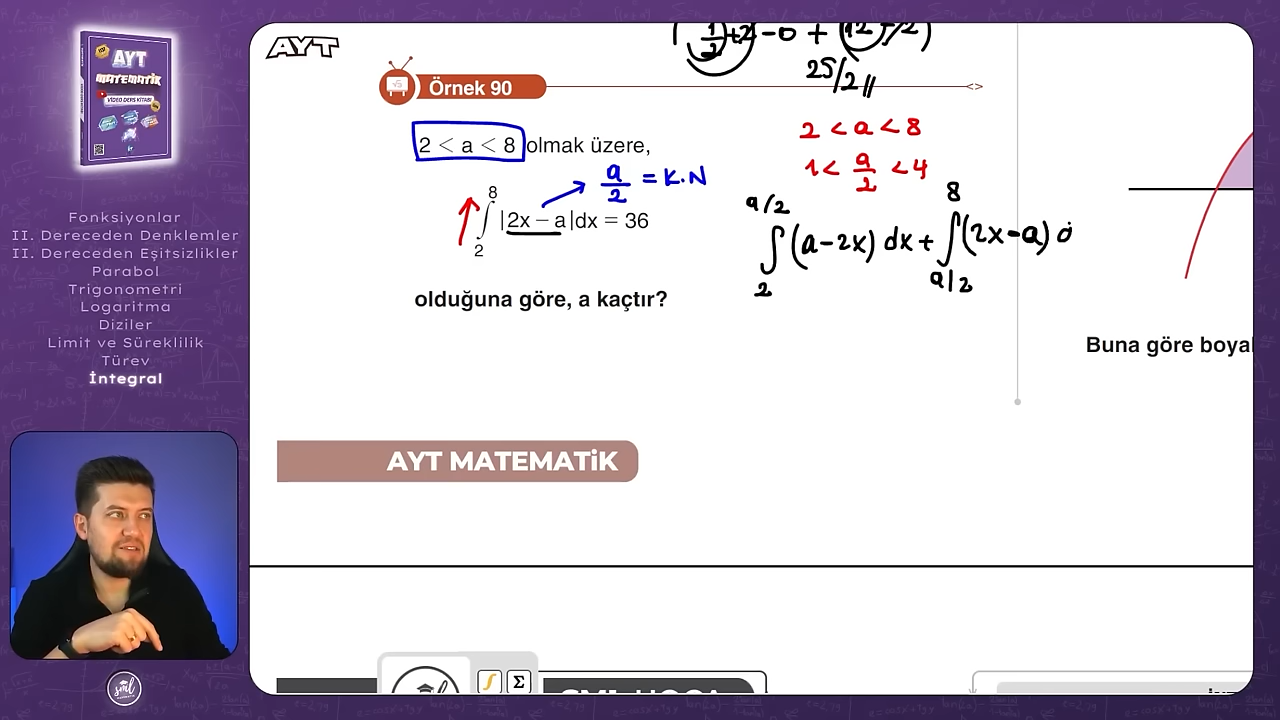 AYT
MATEMATİK
VİDEO DERS KİTABI
Fonksiyonlar
II. Dereceden Denklemler
II. Dereceden Eşitsizlikler
Parabol
Trigonometri
Logaritma
Diziler
Limit ve Süreklilik
Türev
İntegral
AYT
25/2
Örnek 90
2 < a < 8 olmak üzere,
a/2 = K.N
8
∫ |2x – a|dx = 36
2
olduğuna göre, a kaçtır?
2 < a < 8
1 < a/2 < 4
a/2 8
∫ (a-2x) dx + ∫ (2x-a) d
2 a/2
Buna göre boyal
AYT MATEMATİK
∫ Σ